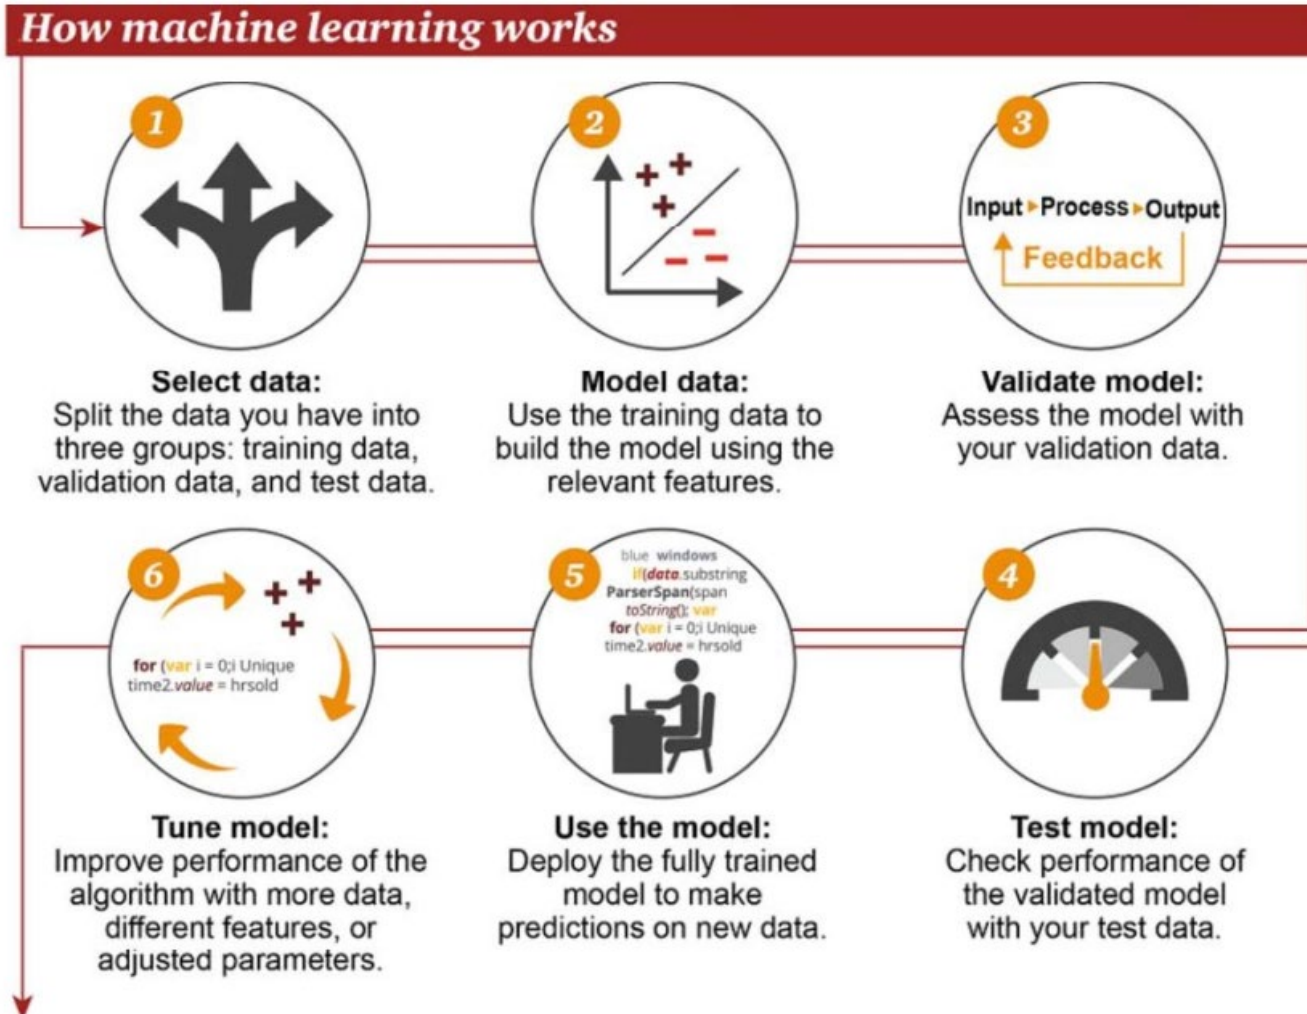 How machine learning works
1
Select data:
Split the data you have into
three groups: training data,
validation data, and test data.
2
Model data:
Use the training data to
build the model using the
relevant features.
3
Input Process Output
Feedback
Validate model:
Assess the model with
your validation data.
4
Test model:
Check performance of
the validated model
with your test data.
5
blue windows
if(data.substring
ParserSpan(span
toString(); var
for (var i = 0;i Unique
time2.value = hrsold
Use the model:
Deploy the fully trained
model to make
predictions on new data.
6
for (var i = 0;i Unique
time2.value = hrsold
Tune model:
Improve performance of the
algorithm with more data,
different features, or
adjusted parameters.